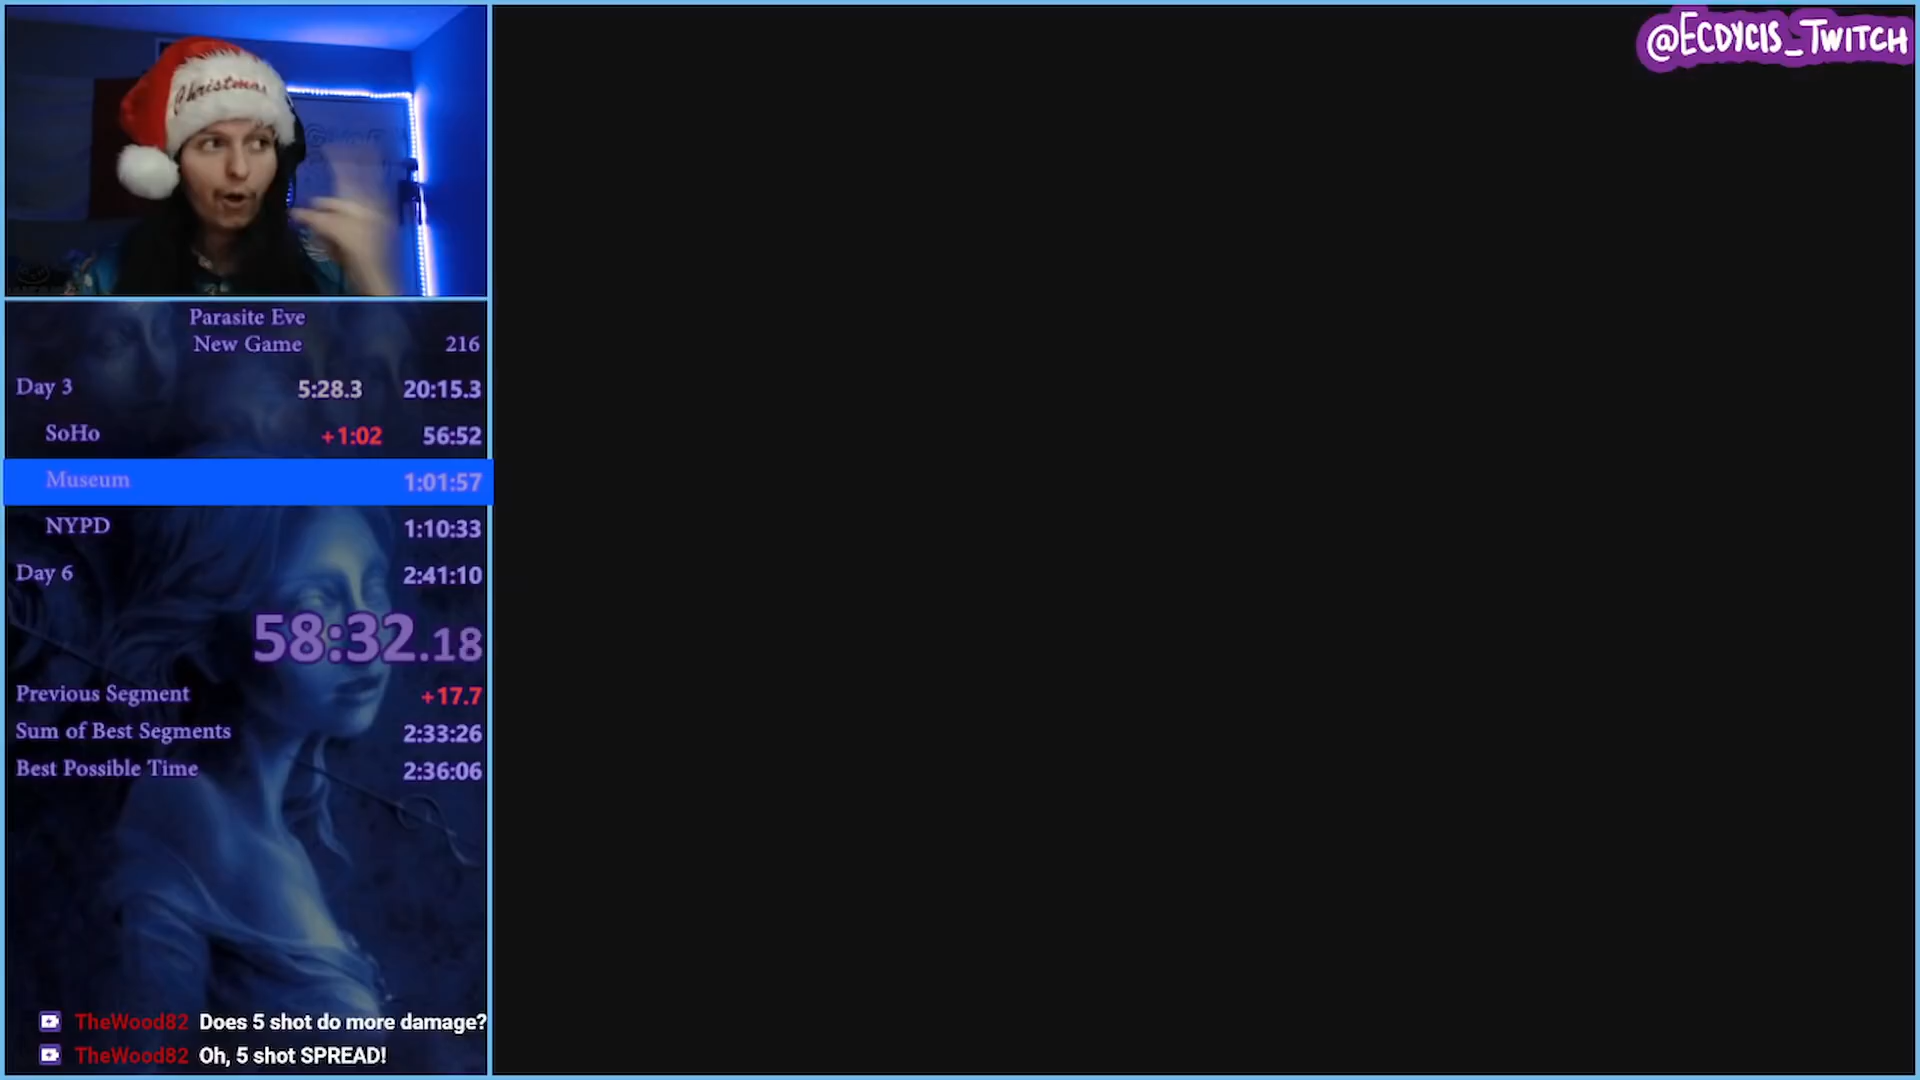 @Ecdycis_Twitch
Christmas
Parasite Eve
New Game 216
Day 3 5:28.3 20:15.3
SoHo +1:02 56:52
Museum 1:01:57
NYPD 1:10:33
Day 6 2:41:10
58:32.18
Previous Segment +17.7
Sum of Best Segments 2:33:26
Best Possible Time 2:36:06
TheWood82 Does 5 shot do more damage?
TheWood82 Oh, 5 shot SPREAD!